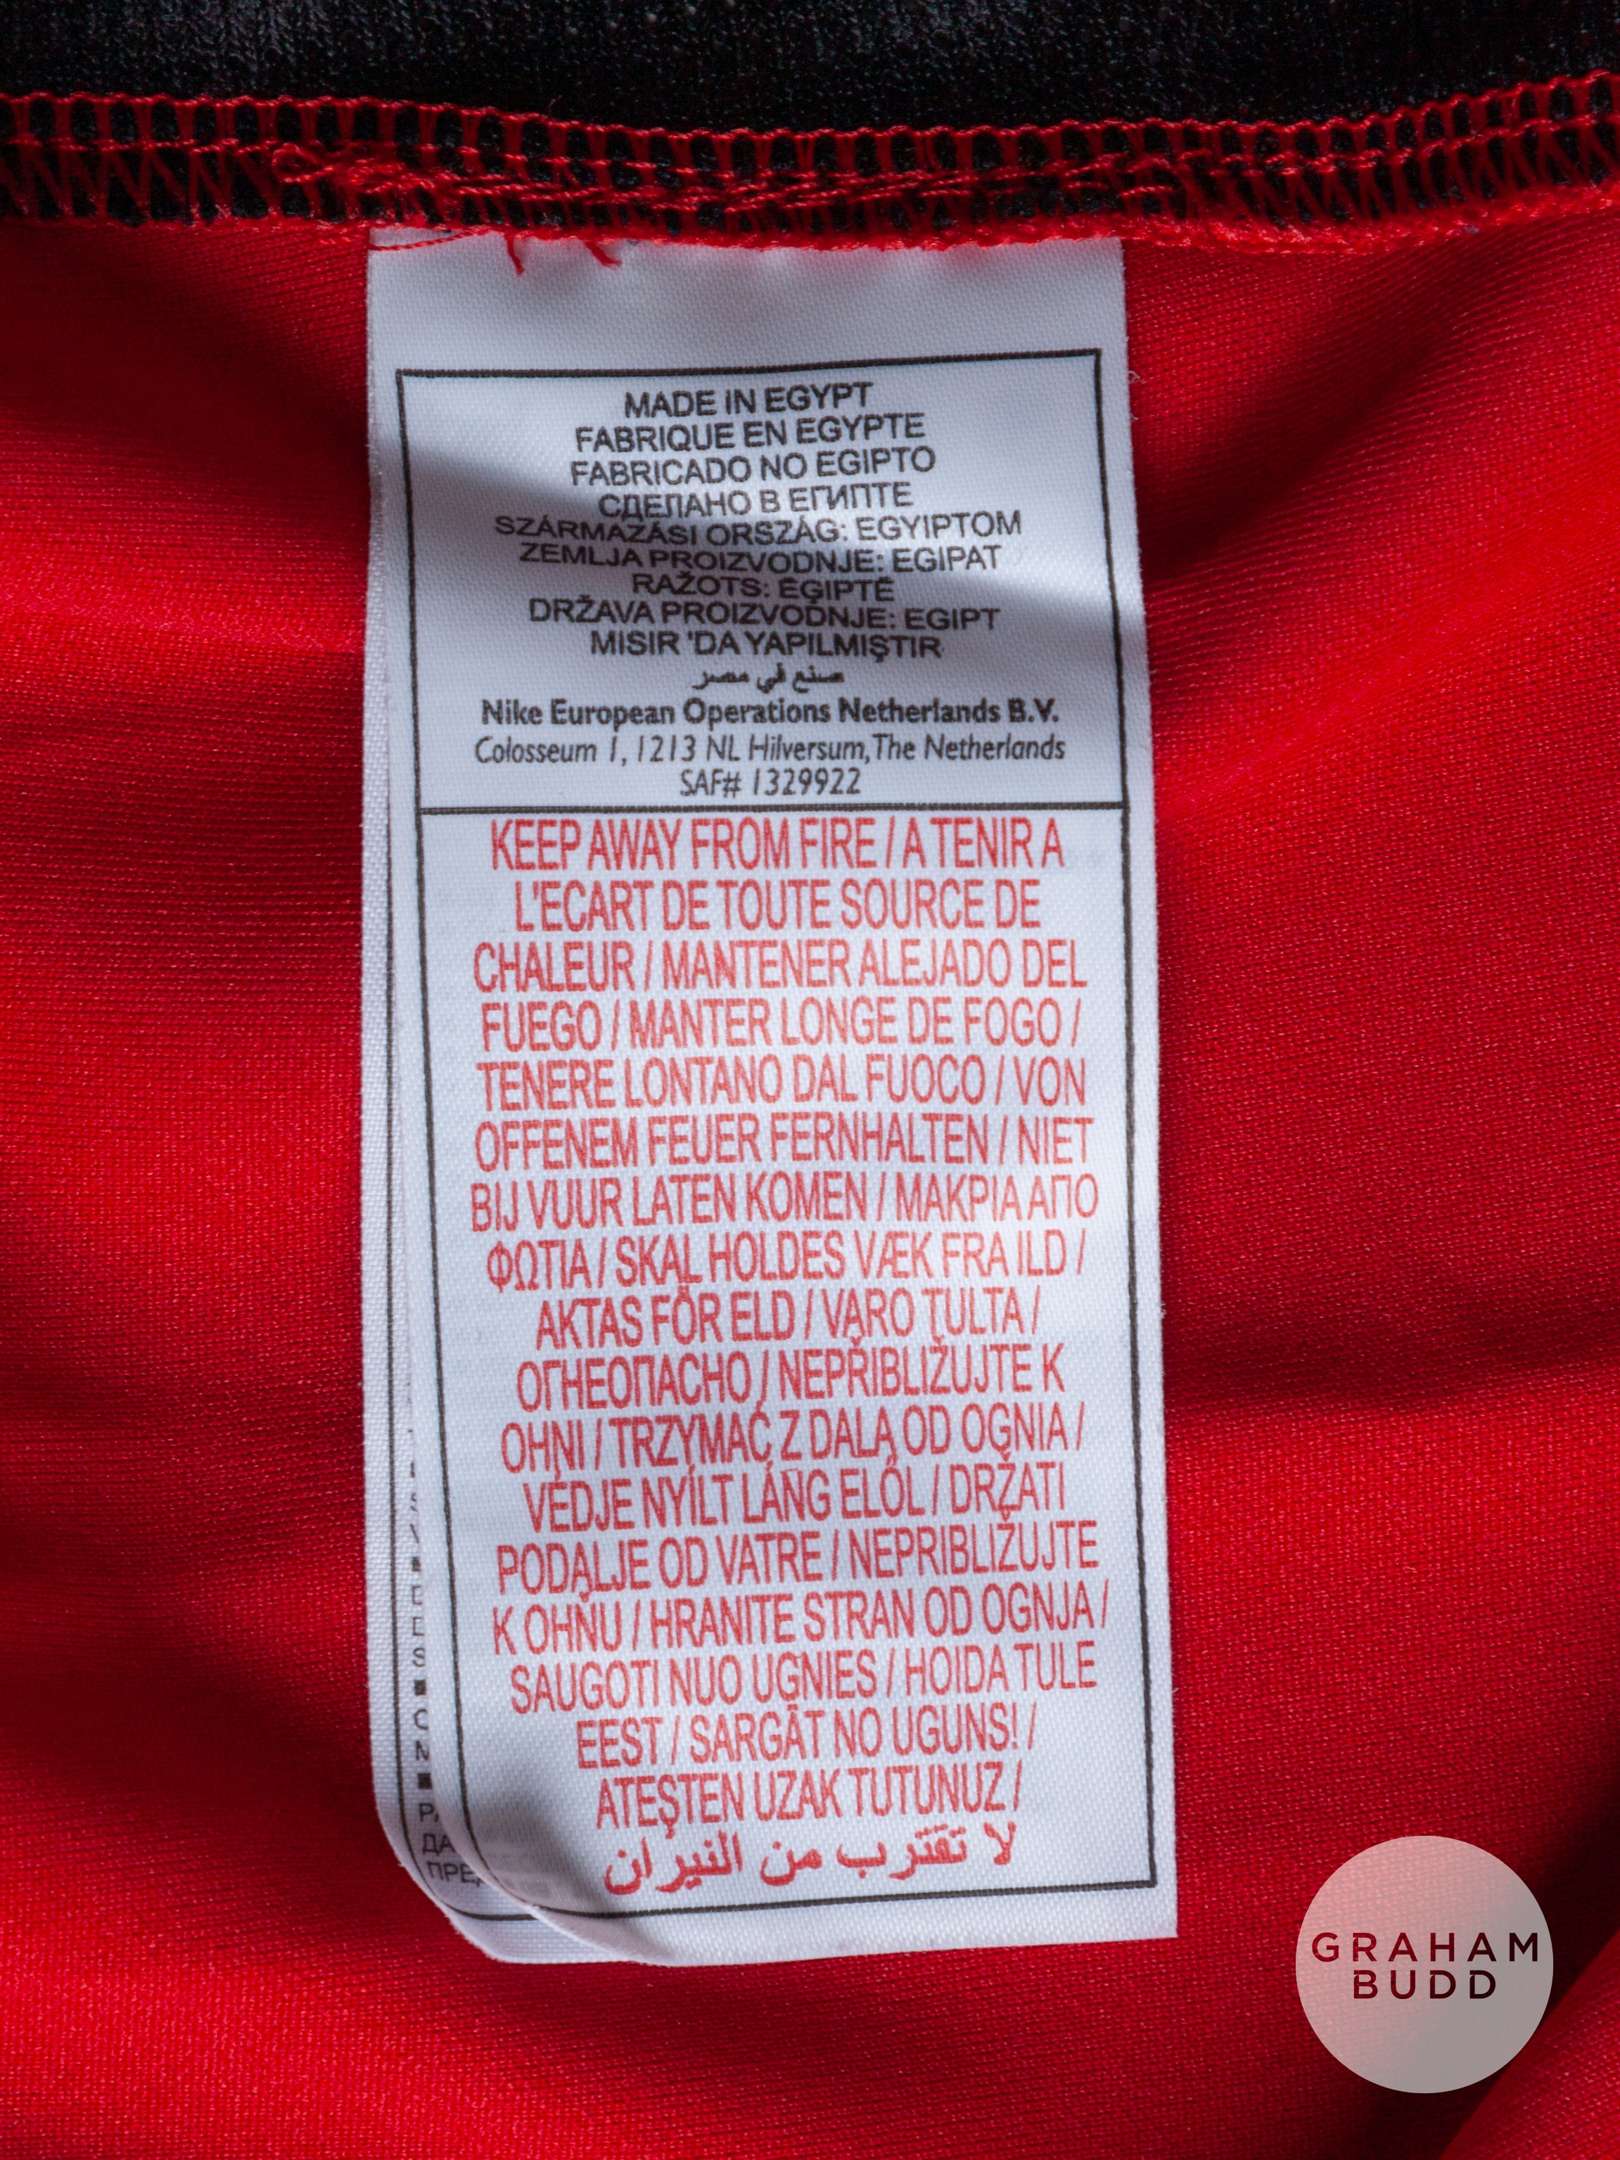 MADE IN EGYPT
FABRIQUE EN EGYPTE
FABRICADO NO EGIPTO
СДЕЛАНО В ЕГИПТЕ
SZÁRMAZÁSI ORSZÁG: EGYIPTOM
ZEMLJA PROIZVODNJE: EGIPAT
RAŽOTS: ĒĢIPTĒ
DRŽAVA PROIZVODNJE: EGIPT
MISIR 'DA YAPILMIŞTIR
صنع في مصر
Nike European Operations Netherlands B.V.
Colosseum 1, 1213 NL Hilversum, The Netherlands
SAF# 1329922
KEEP AWAY FROM FIRE / A TENIR A
L'ECART DE TOUTE SOURCE DE
CHALEUR / MANTENER ALEJADO DEL
FUEGO / MANTER LONGE DE FOGO /
TENERE LONTANO DAL FUOCO / VON
OFFENEM FEUER FERNHALTEN / NIET
BIJ VUUR LATEN KOMEN / ΜΑΚΡΙΑ ΑΠΟ
ΦΩΤΙΑ / SKAL HOLDES VÆK FRA ILD /
AKTAS FÖR ELD / VARO TULTA /
ОГНЕОПАСНО / NEPŘIBLIŽUJTE K
OHNI / TRZYMAĆ Z DALA OD OGNIA /
VÉDJE NYÍLT LÁNG ELŐL / DRŽATI
PODALJE OD VATRE / NEPRIBLIŽUJTE
K OHŇU / HRANITE STRAN OD OGNJA /
SAUGOTI NUO UGNIES / HOIDA TULE
EEST / SARGĀT NO UGUNS! /
ATEŞTEN UZAK TUTUNUZ /
لا تقترب من النيران
GRAHAM
BUDD